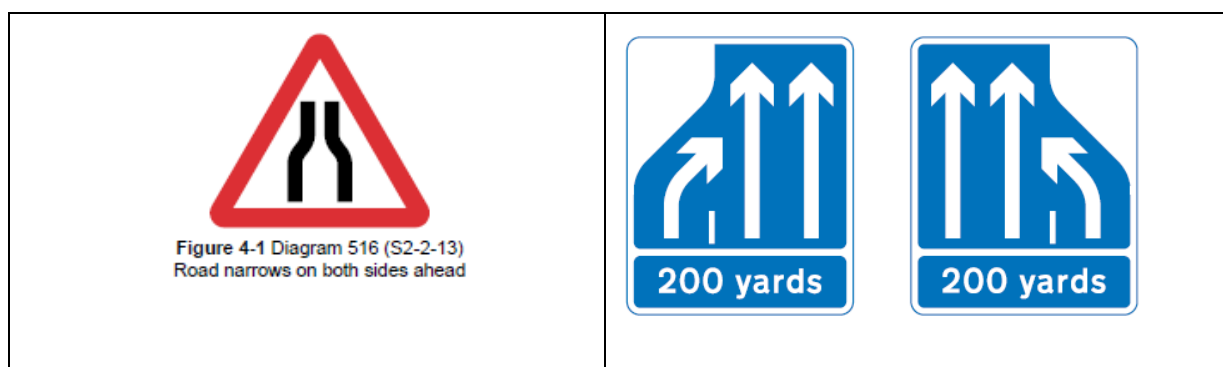 Figure 4-1 Diagram 516 (S2-2-13)
Road narrows on both sides ahead
200 yards
200 yards